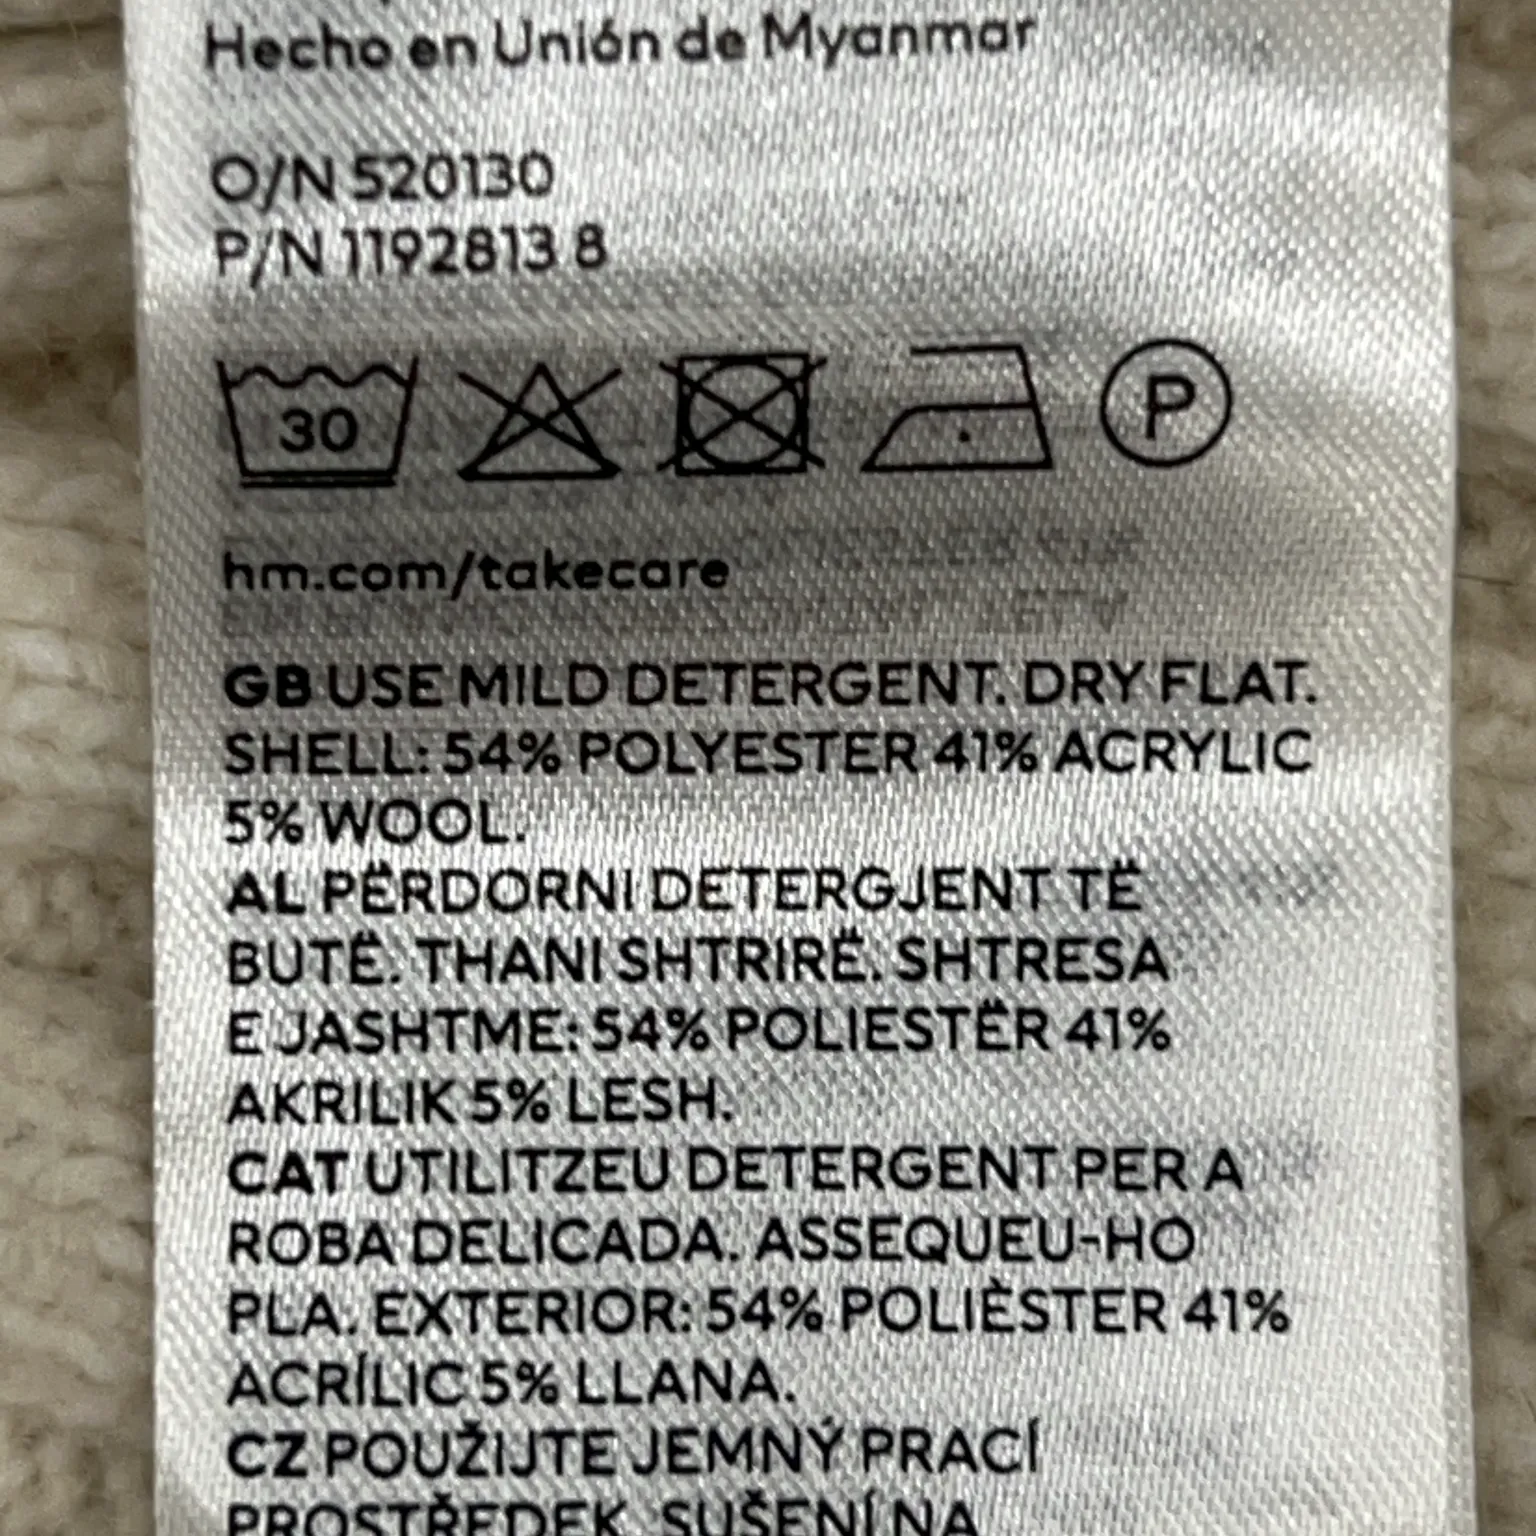 Hecho en Unión de Myanmar
O/N 520130
P/N 1192813 8
30 P
hm.com/takecare
GB USE MILD DETERGENT. DRY FLAT.
SHELL: 54% POLYESTER 41% ACRYLIC
5% WOOL.
AL PËRDORNI DETERGJENT TË
BUTË. THANI SHTRIRË. SHTRESA
E JASHTME: 54% POLIESTËR 41%
AKRILIK 5% LESH.
CAT UTILITZEU DETERGENT PER A
ROBA DELICADA. ASSEQUEU-HO
PLA. EXTERIOR: 54% POLIÈSTER 41%
ACRÍLIC 5% LLANA.
CZ POUŽIJTE JEMNÝ PRACÍ
PROSTŘEDEK. SUŠENÍ NA